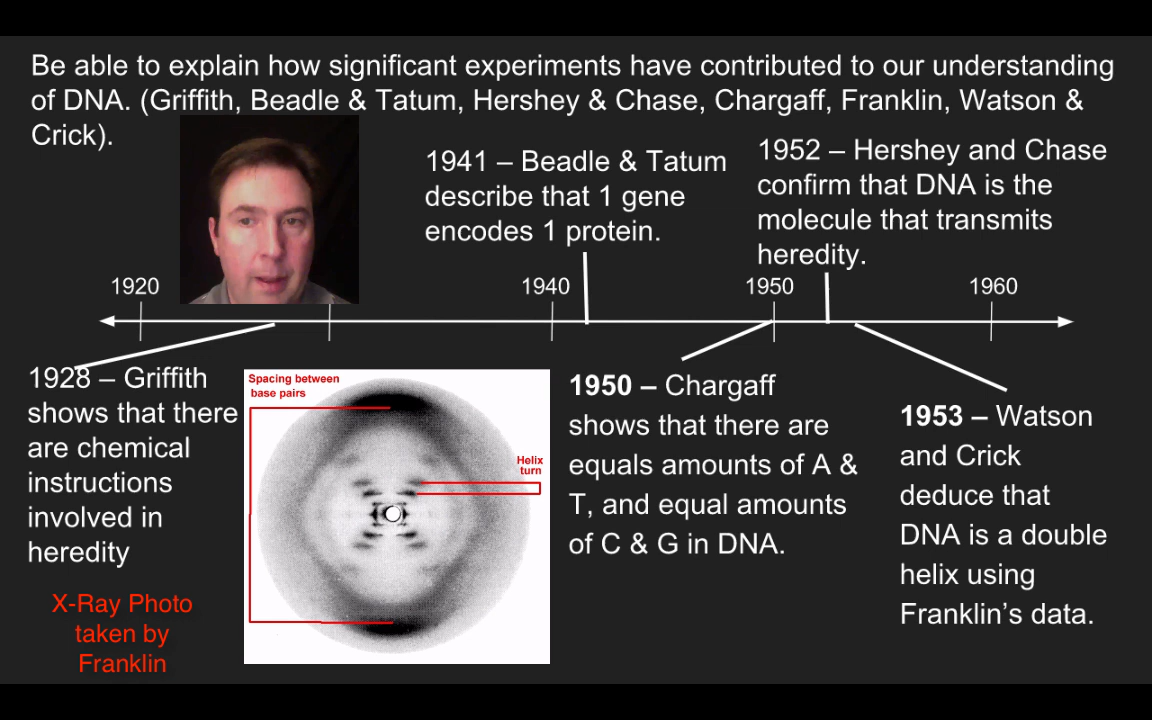 Be able to explain how significant experiments have contributed to our understanding
of DNA. (Griffith, Beadle & Tatum, Hershey & Chase, Chargaff, Franklin, Watson &
Crick).
1941 – Beadle & Tatum
describe that 1 gene
encodes 1 protein.
1952 – Hershey and Chase
confirm that DNA is the
molecule that transmits
heredity.
1920
1940
1950
1960
1928 – Griffith
shows that there
are chemical
instructions
involved in
heredity
X-Ray Photo
taken by
Franklin
Spacing between
base pairs
Helix
turn
1950 – Chargaff
shows that there are
equals amounts of A &
T, and equal amounts
of C & G in DNA.
1953 – Watson
and Crick
deduce that
DNA is a double
helix using
Franklin's data.